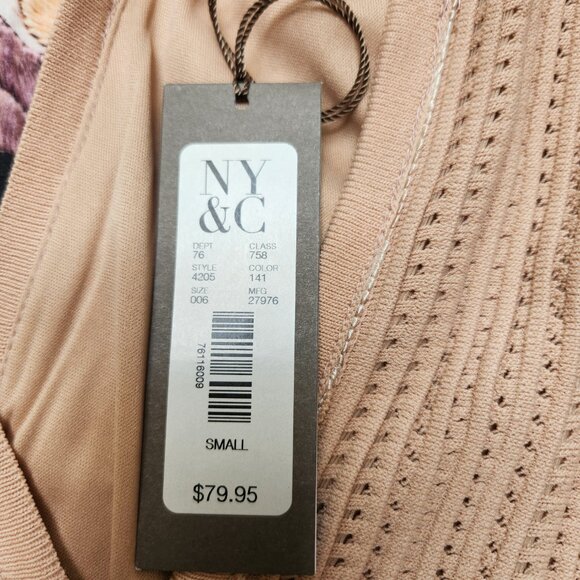 NY
&C
DEPT CLASS
76 758
STYLE COLOR
4205 141
SIZE MFG
006 27976
76116009
SMALL
$79.95